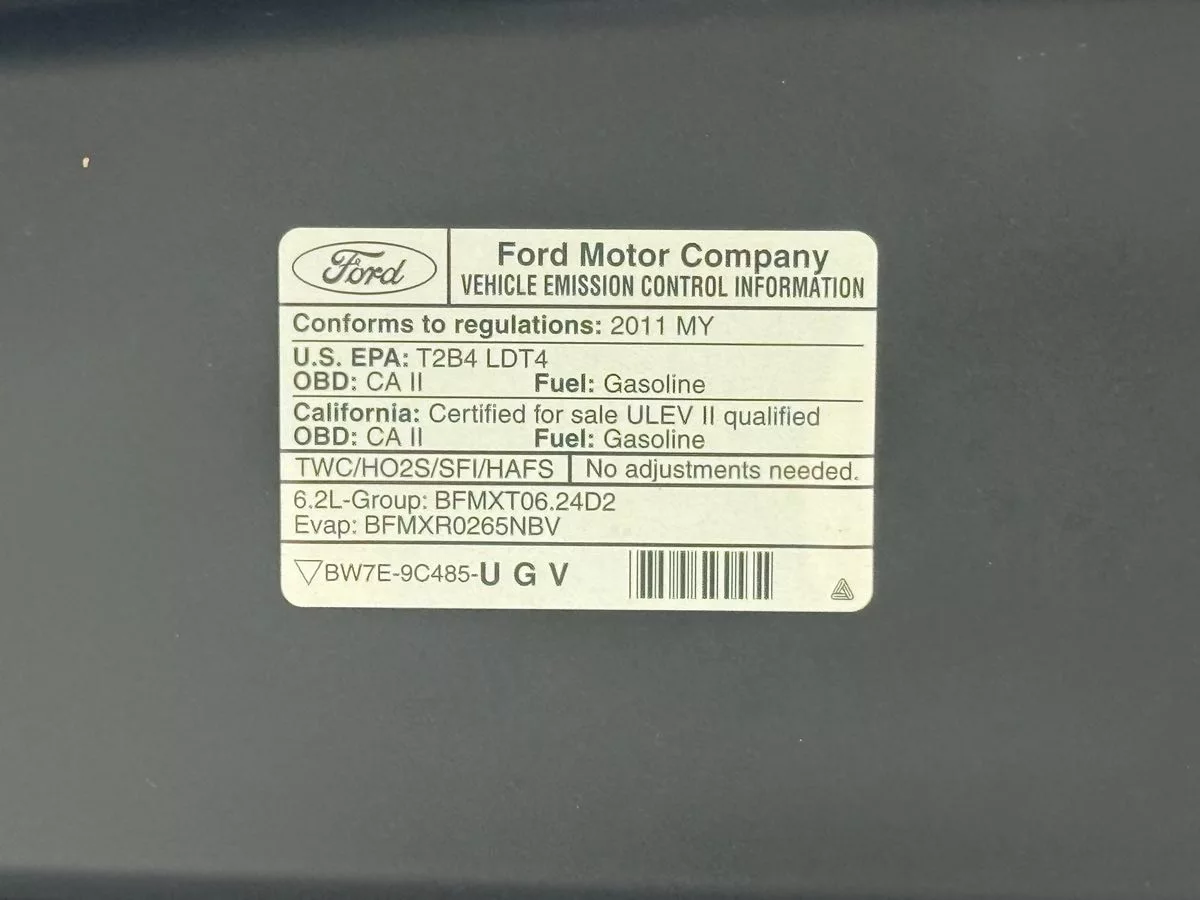 Ford
Ford Motor Company
VEHICLE EMISSION CONTROL INFORMATION
Conforms to regulations: 2011 MY
U.S. EPA: T2B4 LDT4
OBD: CA II Fuel: Gasoline
California: Certified for sale ULEV II qualified
OBD: CA II Fuel: Gasoline
TWC/HO2S/SFI/HAFS No adjustments needed.
6.2L-Group: BFMXT06.24D2
Evap: BFMXR0265NBV
BW7E-9C485-U G V